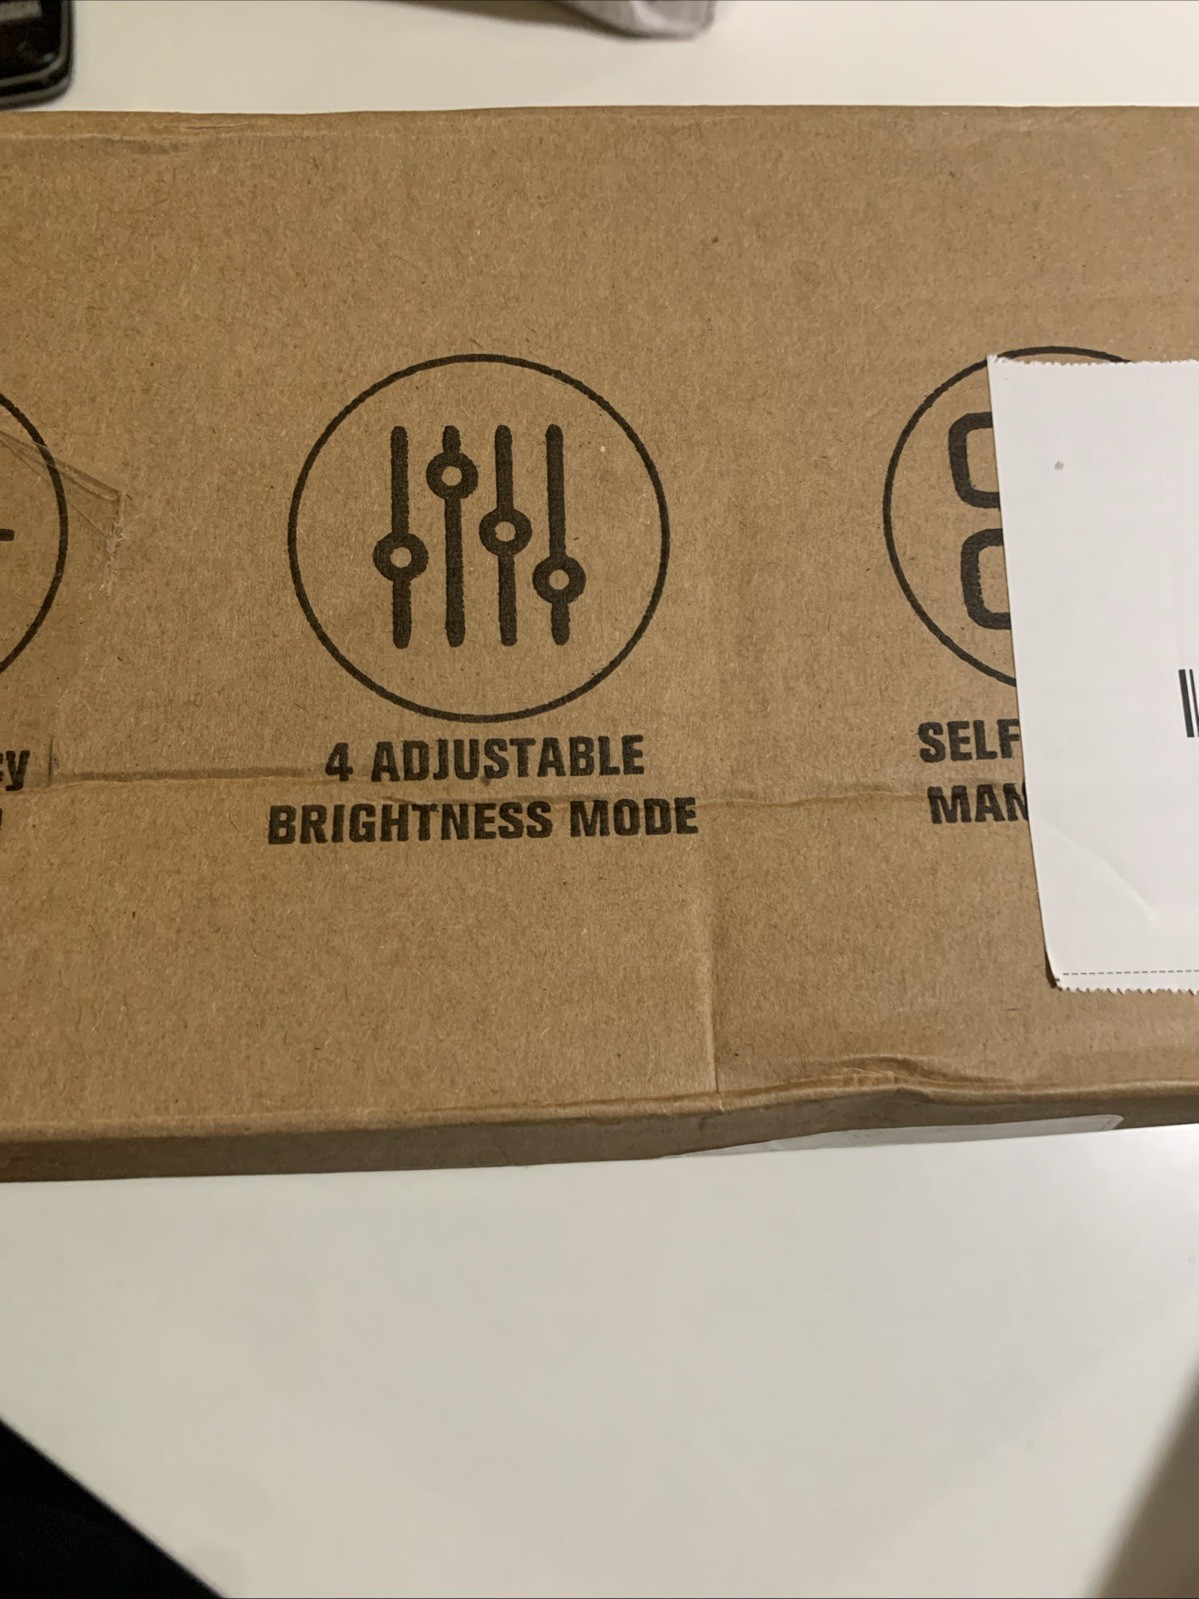 4 ADJUSTABLE
BRIGHTNESS MODE
SELF
MAN